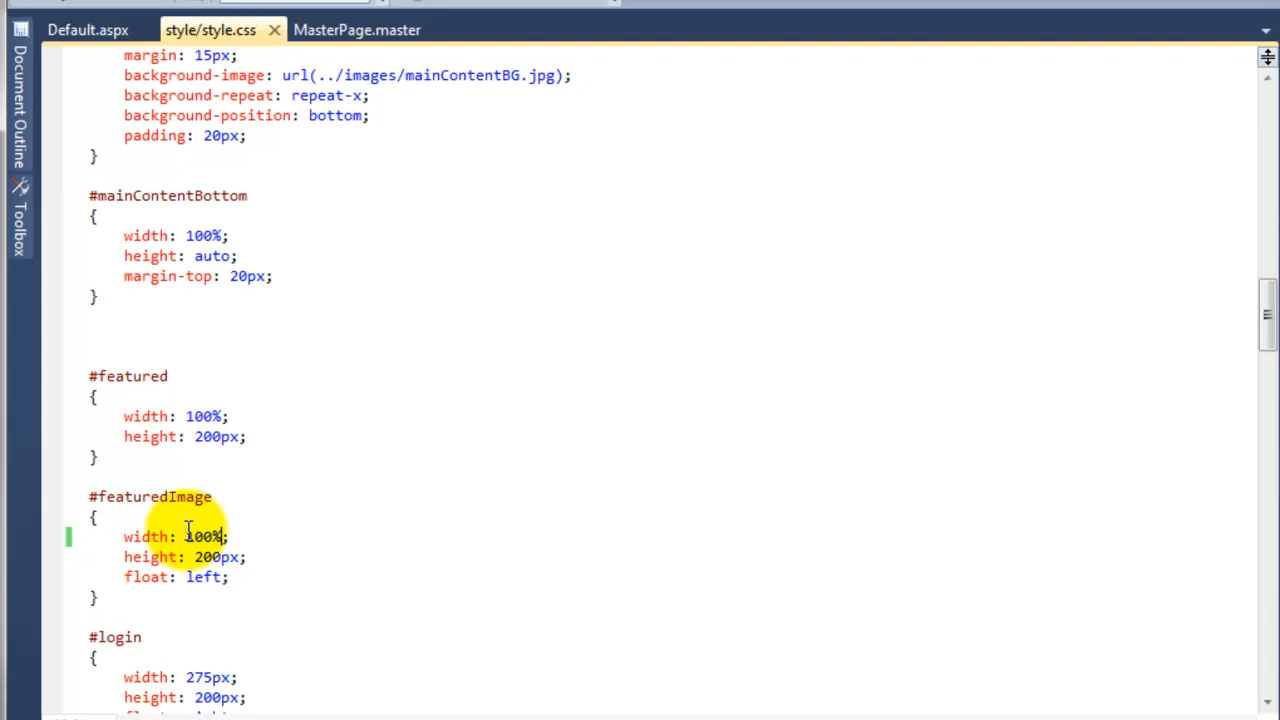 Default.aspx
style/style.css
MasterPage.master
Document Outline
Toolbox
margin: 15px;
background-image: url(../images/mainContentBG.jpg);
background-repeat: repeat-x;
background-position: bottom;
padding: 20px;
}
#mainContentBottom
{
width: 100%;
height: auto;
margin-top: 20px;
}
#featured
{
width: 100%;
height: 200px;
}
#featuredImage
{
width: 100%;
height: 200px;
float: left;
}
#login
{
width: 275px;
height: 200px;